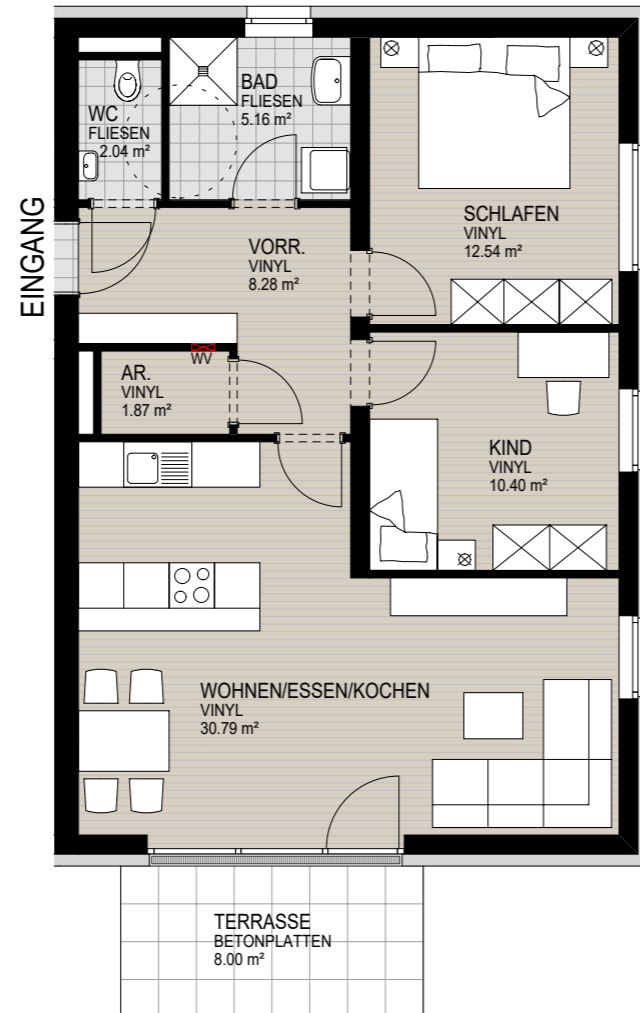 BAD
FLIESEN
5.16 m²
WC
FLIESEN
2.04 m²
SCHLAFEN
VINYL
12.54 m²
EINGANG
VORR.
VINYL
8.28 m²
WV
AR.
VINYL
1.87 m²
KIND
VINYL
10.40 m²
WOHNEN/ESSEN/KOCHEN
VINYL
30.79 m²
TERRASSE
BETONPLATTEN
8.00 m²